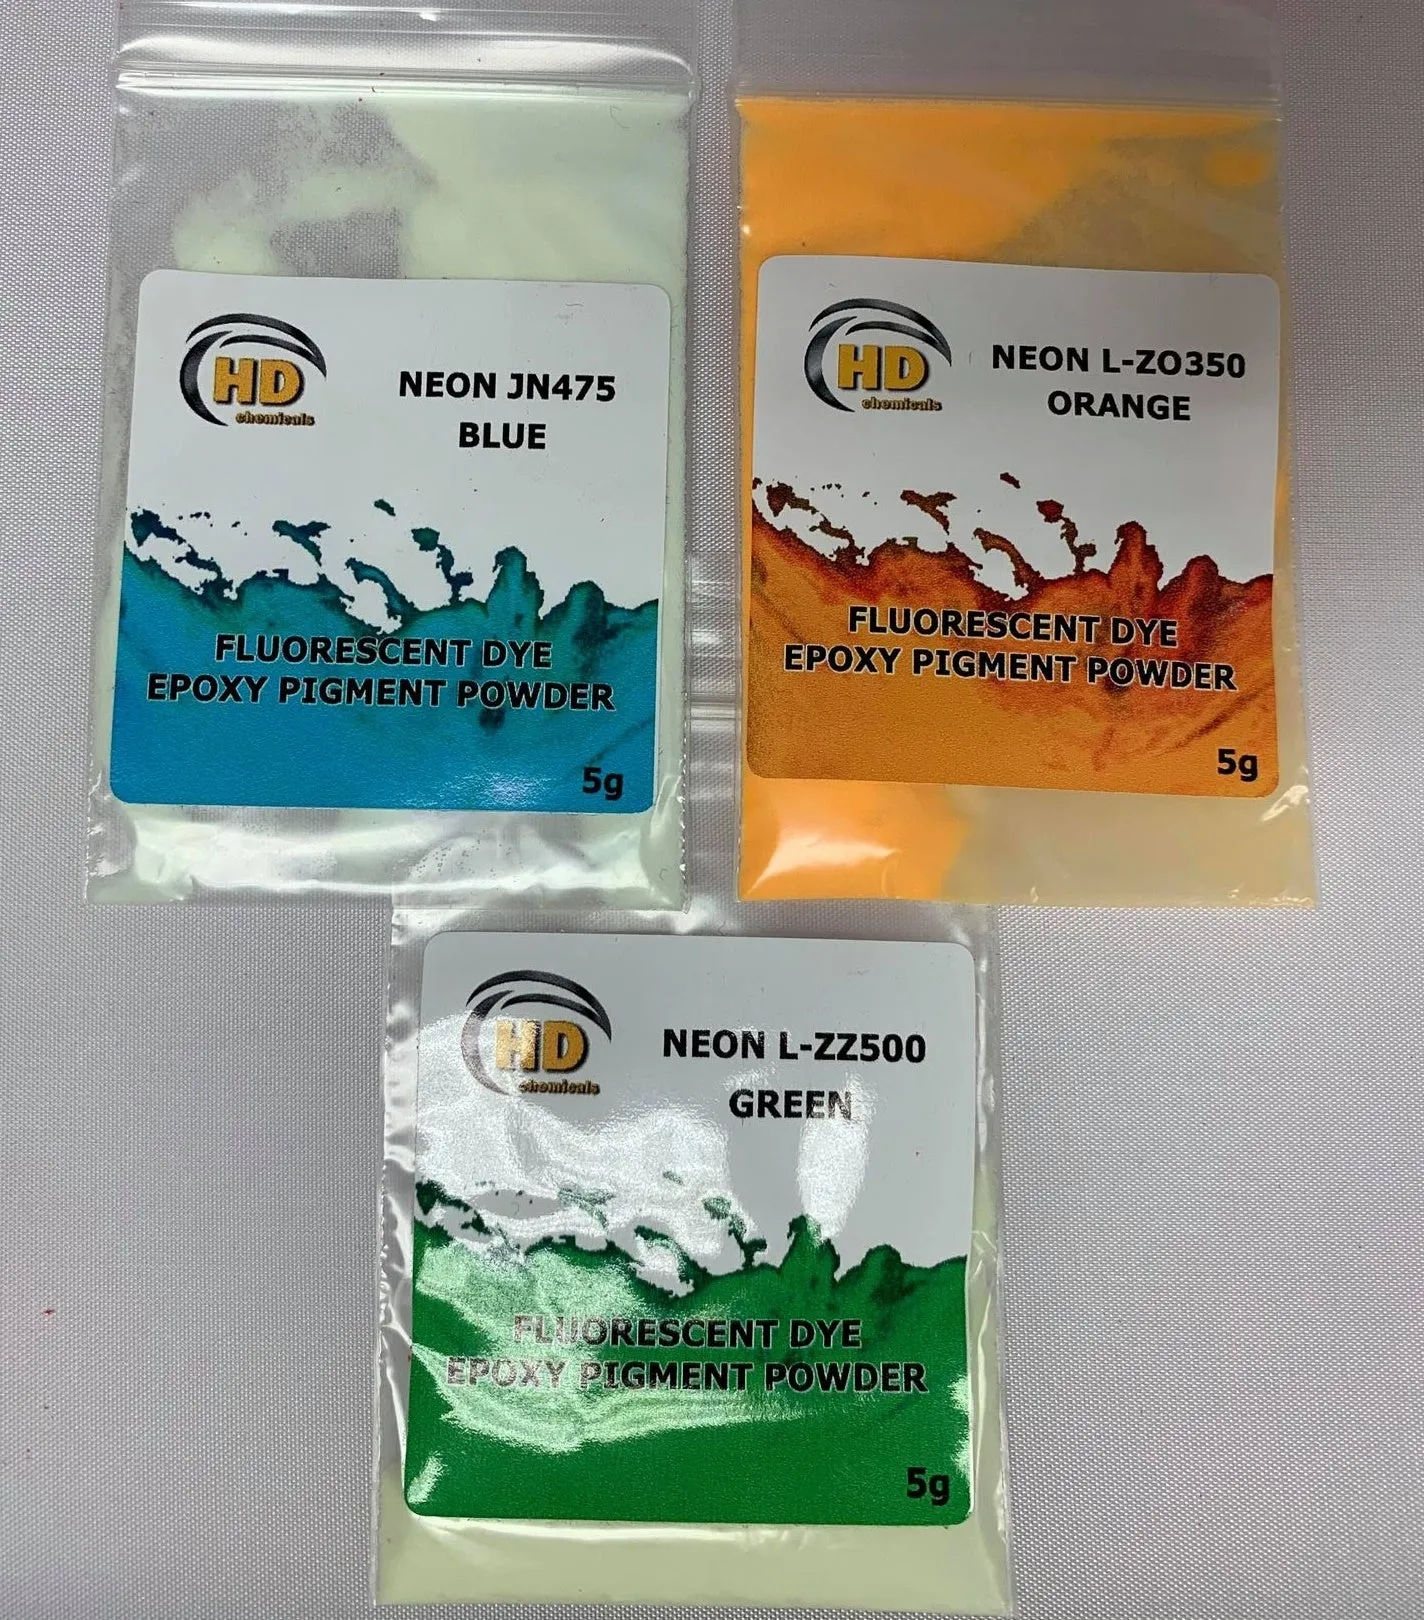 HD
chemicals
NEON JN475
BLUE
FLUORESCENT DYE
EPOXY PIGMENT POWDER
5g
HD
chemicals
NEON L-ZO350
ORANGE
FLUORESCENT DYE
EPOXY PIGMENT POWDER
5g
HD
chemicals
NEON L-ZZ500
GREEN
FLUORESCENT DYE
EPOXY PIGMENT POWDER
5g